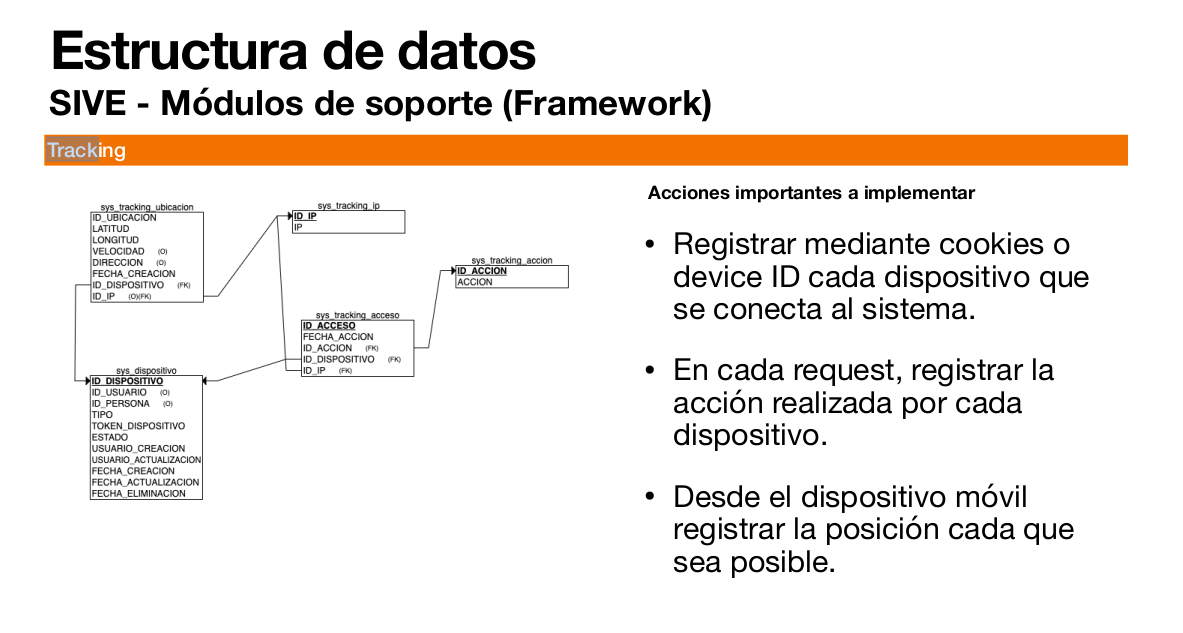 Estructura de datos
SIVE - Módulos de soporte (Framework)
Tracking
sys_tracking_ubicacion
ID_UBICACION
LATITUD
LONGITUD
VELOCIDAD (O)
DIRECCION (O)
FECHA_CREACION
ID_DISPOSITIVO (FK)
ID_IP (O)(FK)
sys_tracking_ip
ID_IP
IP
sys_tracking_accion
ID_ACCION
ACCION
sys_tracking_acceso
ID_ACCESO
FECHA_ACCION
ID_ACCION (FK)
ID_DISPOSITIVO (FK)
ID_IP (FK)
sys_dispositivo
ID_DISPOSITIVO
ID_USUARIO (O)
ID_PERSONA (O)
TIPO
TOKEN_DISPOSITIVO
ESTADO
USUARIO_CREACION
USUARIO_ACTUALIZACION
FECHA_CREACION
FECHA_ACTUALIZACION
FECHA_ELIMINACION
Acciones importantes a implementar
• Registrar mediante cookies o
device ID cada dispositivo que
se conecta al sistema.
• En cada request, registrar la
acción realizada por cada
dispositivo.
• Desde el dispositivo móvil
registrar la posición cada que
sea posible.